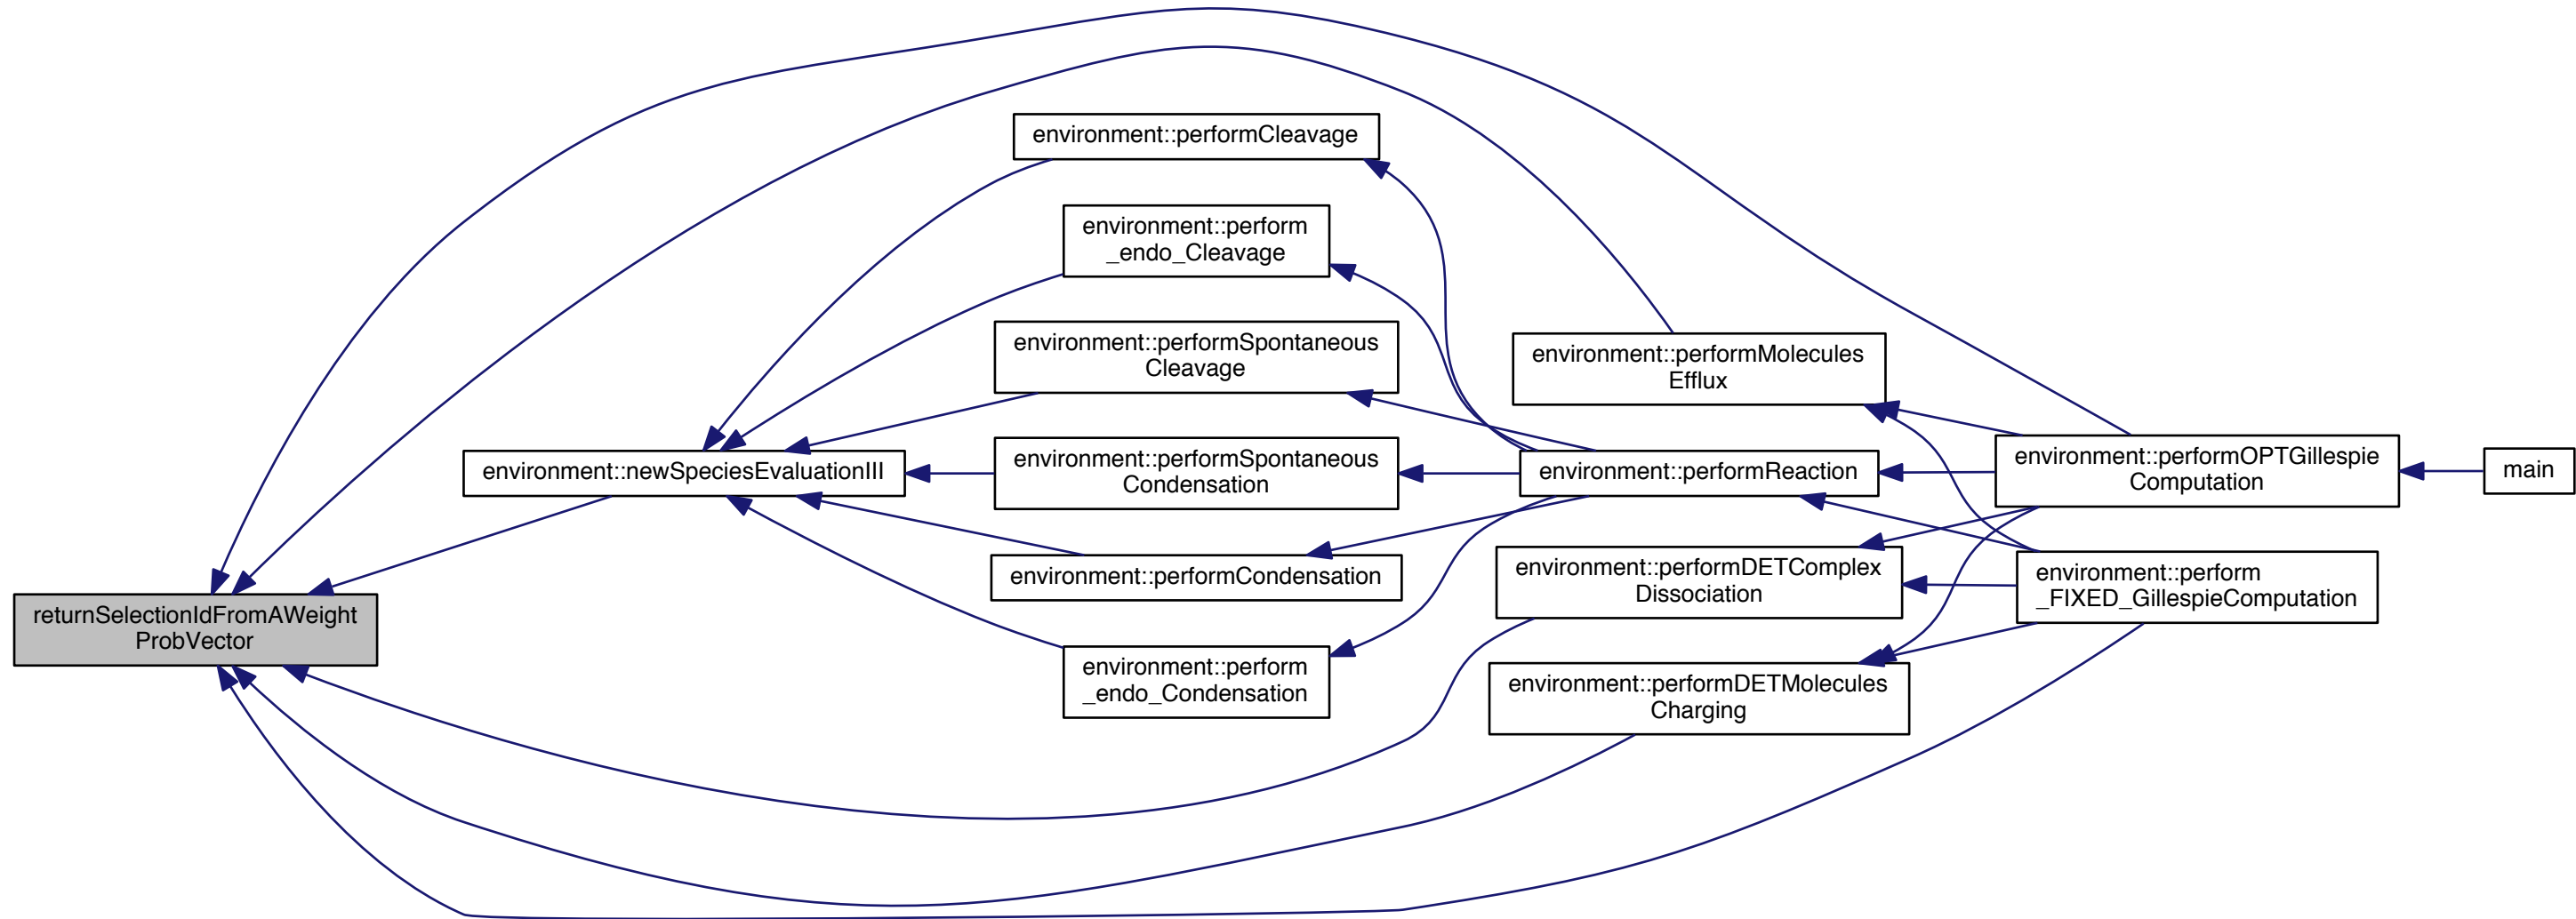 environment::performCleavage
environment::perform
_endo_Cleavage
environment::performSpontaneous
Cleavage
environment::performMolecules
Efflux
environment::newSpeciesEvaluationIII
environment::performSpontaneous
Condensation
environment::performReaction
environment::performOPTGillespie
Computation
main
environment::performCondensation
environment::performDETComplex
Dissociation
environment::perform
_FIXED_GillespieComputation
returnSelectionIdFromAWeight
ProbVector
environment::perform
_endo_Condensation
environment::performDETMolecules
Charging